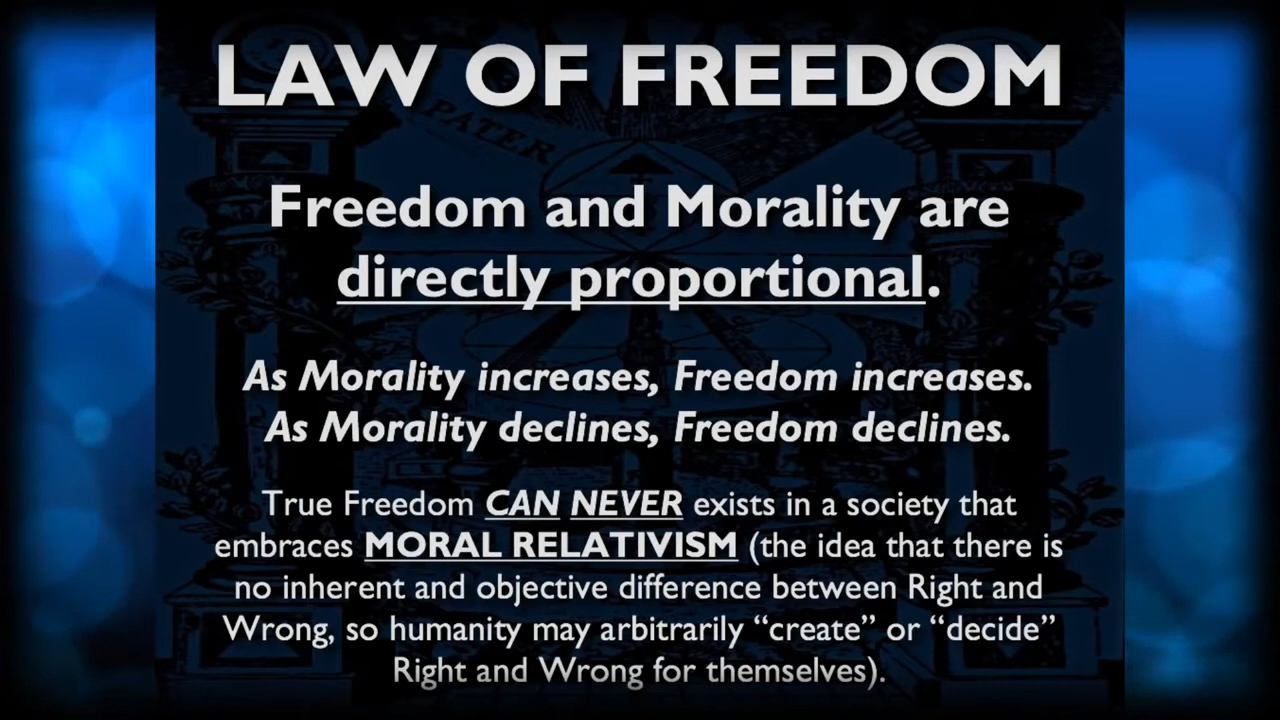 LAW OF FREEDOM
PATER
Freedom and Morality are
directly proportional.
As Morality increases, Freedom increases.
As Morality declines, Freedom declines.
True Freedom CAN NEVER exists in a society that
embraces MORAL RELATIVISM (the idea that there is
no inherent and objective difference between Right and
Wrong, so humanity may arbitrarily “create” or “decide”
Right and Wrong for themselves).